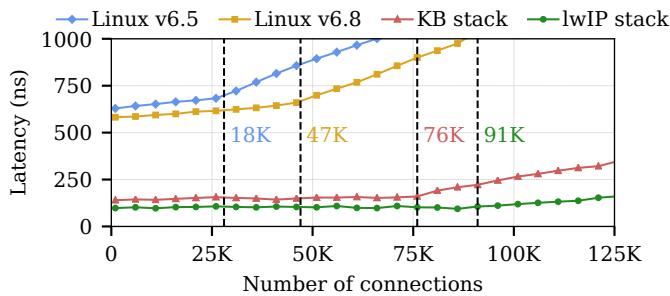 Linux v6.5 Linux v6.8 KB stack lwIP stack
1000
750
500
250
0
Latency (ns)
18K 47K 76K 91K
0 25K 50K 75K 100K 125K
Number of connections